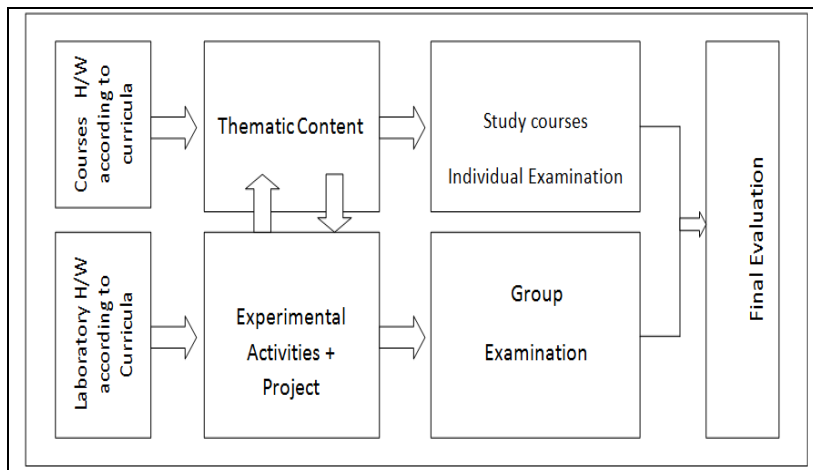 Courses H/W
according to
curricula
Thematic Content
Study courses
Individual Examination
Laboratory H/W
according to
Curricula
Experimental
Activities +
Project
Group
Examination
Final Evaluation